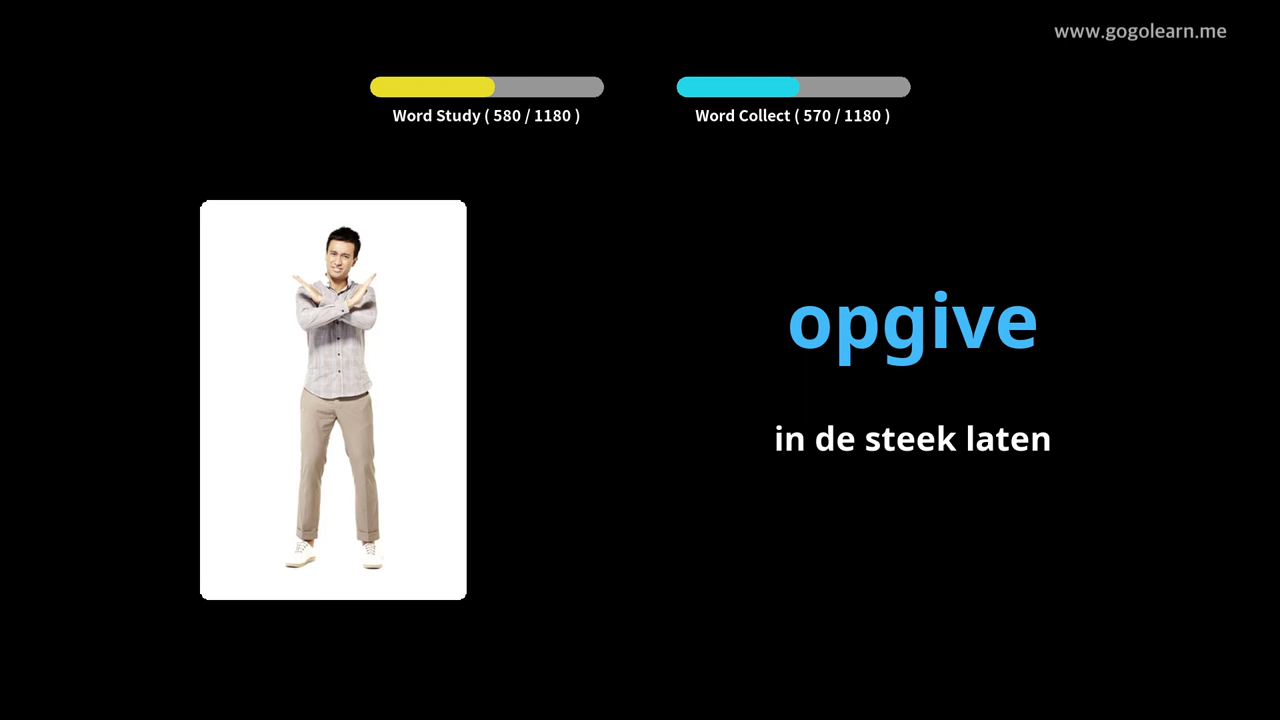 www.gogolearn.me
Word Study ( 580 / 1180 )
Word Collect ( 570 / 1180 )
opgive
in de steek laten